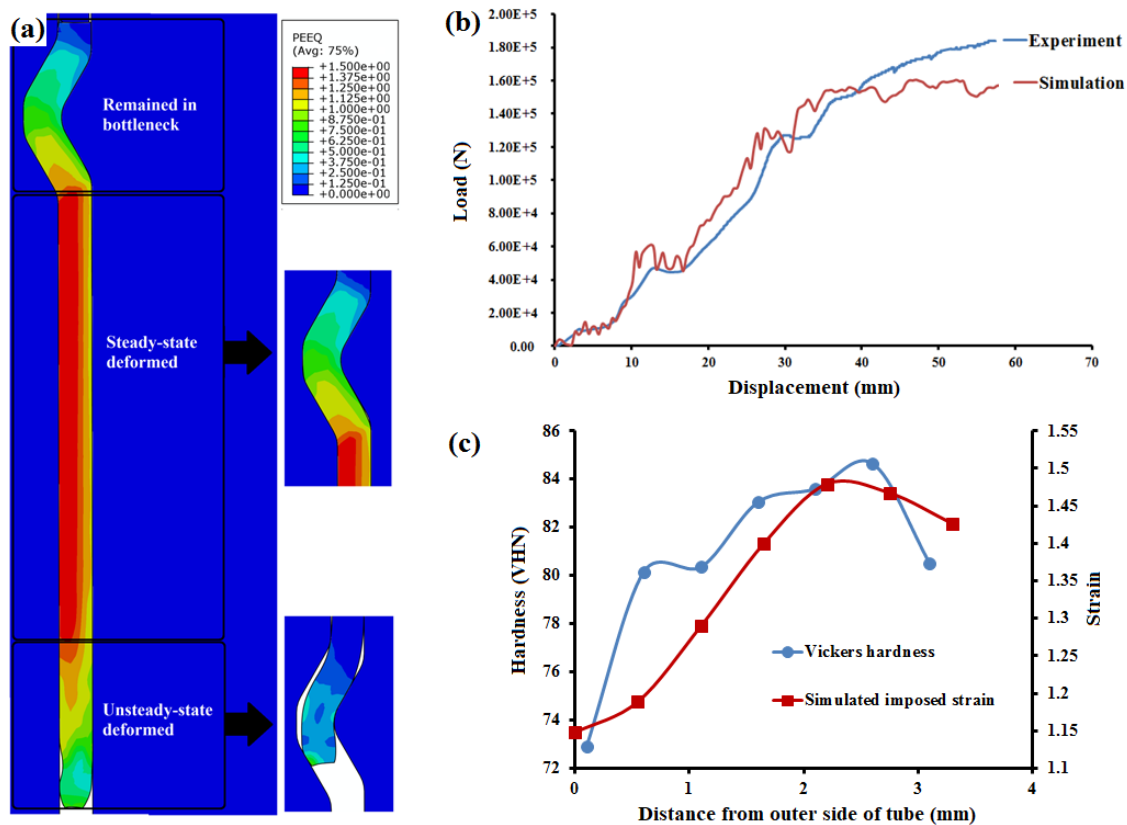 (a)
PEEQ
(Avg: 75%)
+1.500e+00
+1.375e+00
+1.250e+00
+1.125e+00
+1.000e+00
+8.750e-01
+7.500e-01
+6.250e-01
+5.000e-01
+3.750e-01
+2.500e-01
+1.250e-01
+0.000e+00
Remained in
bottleneck
Steady-state
deformed
Unsteady-state
deformed
(b)
2.00E+5
1.80E+5
1.60E+5
1.40E+5
1.20E+5
1.00E+5
8.00E+4
6.00E+4
4.00E+4
2.00E+4
0.00
Load (N)
Experiment
Simulation
0 10 20 30 40 50 60 70
Displacement (mm)
(c)
86
84
82
80
78
76
74
72
Hardness (VHN)
Vickers hardness
Simulated imposed strain
1.55
1.5
1.45
1.4
1.35
1.3
1.25
1.2
1.15
1.1
Strain
0 1 2 3 4
Distance from outer side of tube (mm)